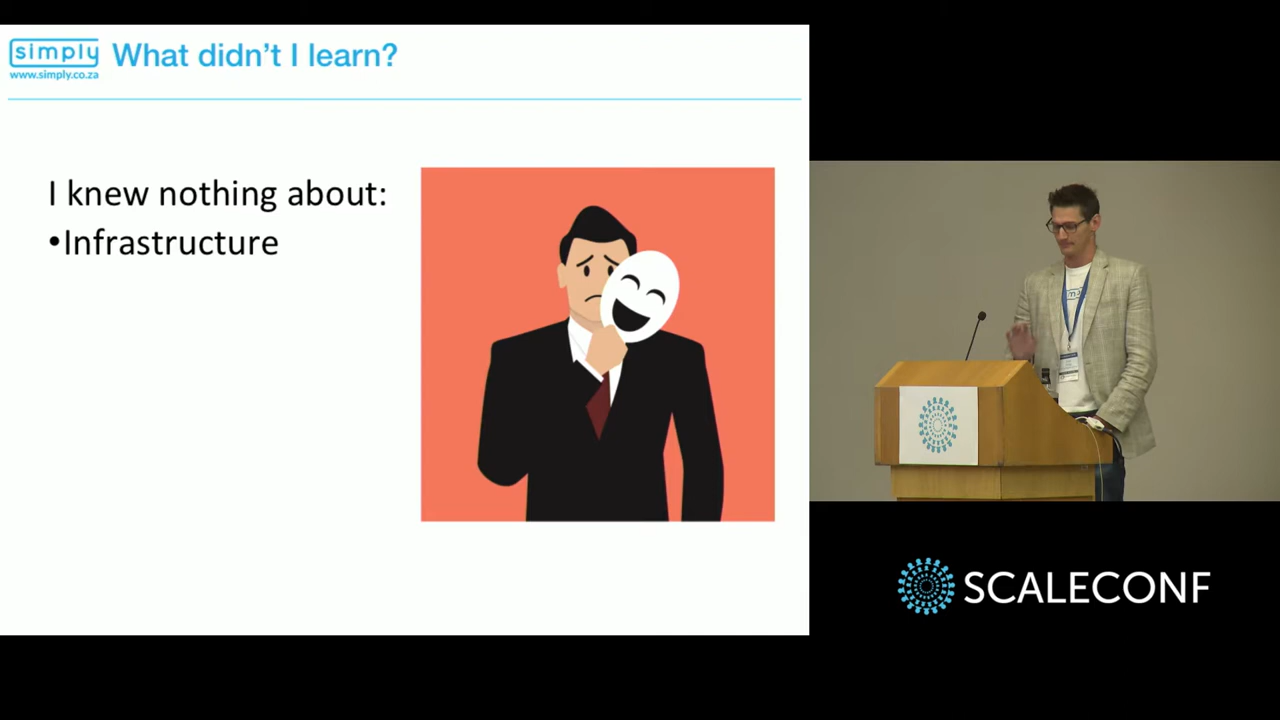 simply
www.simply.co.za
What didn't I learn?
I knew nothing about:
•Infrastructure
SCALECONF